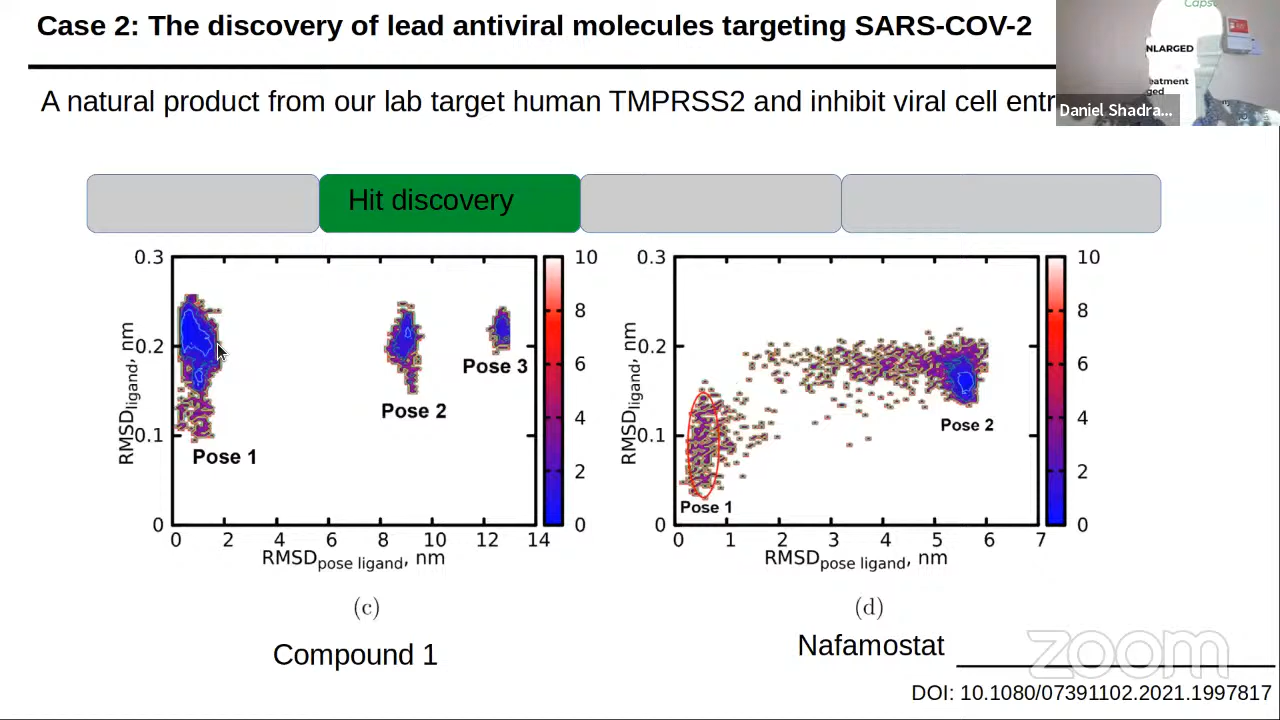 Case 2: The discovery of lead antiviral molecules targeting SARS-COV-2
A natural product from our lab target human TMPRSS2 and inhibit viral cell entr
NLARGED
eatment
ged
Daniel Shadra...
Hit discovery
0.3
0.2
0.1
0
RMSDligand, nm
Pose 1
Pose 2
Pose 3
0 2 4 6 8 10 12 14
RMSDpose ligand, nm
10
8
6
4
2
0
(c)
Compound 1
0.3
0.2
0.1
0
RMSDligand, nm
Pose 1
Pose 2
0 1 2 3 4 5 6 7
RMSDpose ligand, nm
10
8
6
4
2
0
(d)
Nafamostat
zoom
DOI: 10.1080/07391102.2021.1997817